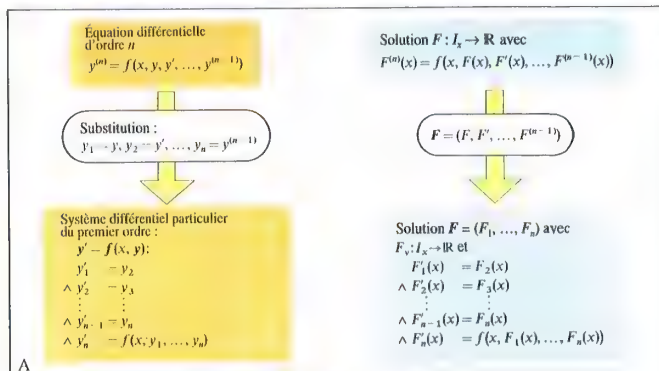 Équation différentielle
d'ordre n
y⁽ⁿ⁾ = f(x, y, y′, …, y⁽ⁿ⁻¹⁾)
Substitution :
y₁ = y, y₂ = y′, …, yₙ = y⁽ⁿ⁻¹⁾
Système différentiel particulier
du premier ordre :
y′ = f(x, y):
y′₁ = y₂
∧ y′₂ = y₃
⋮ ⋮
∧ y′ₙ₋₁ = yₙ
∧ y′ₙ = f(x, y₁, …, yₙ)
Solution F : Iₓ → ℝ avec
F⁽ⁿ⁾(x) = f(x, F(x), F′(x), …, F⁽ⁿ⁻¹⁾(x))
F = (F, F′, …, F⁽ⁿ⁻¹⁾)
Solution F = (F₁, …, Fₙ) avec
Fᵥ : Iₓ → ℝ et
F′₁(x) = F₂(x)
∧ F′₂(x) = F₃(x)
⋮ ⋮
∧ F′ₙ₋₁(x) = Fₙ(x)
∧ F′ₙ(x) = f(x, F₁(x), …, Fₙ(x))
A